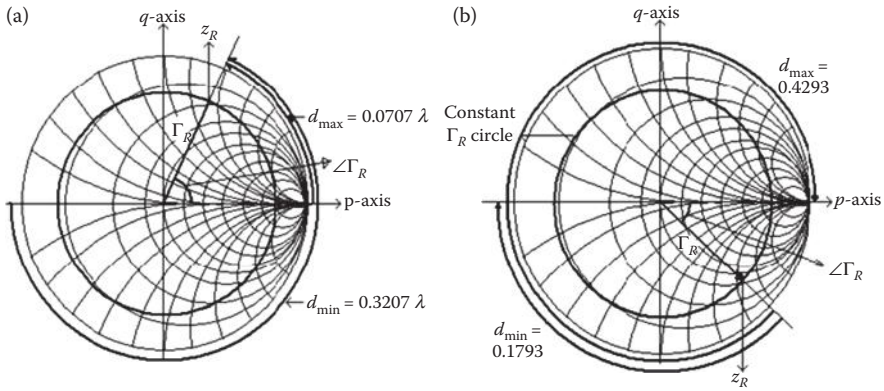 (a)
q-axis
z_R
d_max = 0.0707 λ
Γ_R
∠Γ_R
p-axis
d_min = 0.3207 λ
(b)
q-axis
d_max =
0.4293
Constant
Γ_R circle
p-axis
Γ_R
∠Γ_R
d_min =
0.1793
z_R